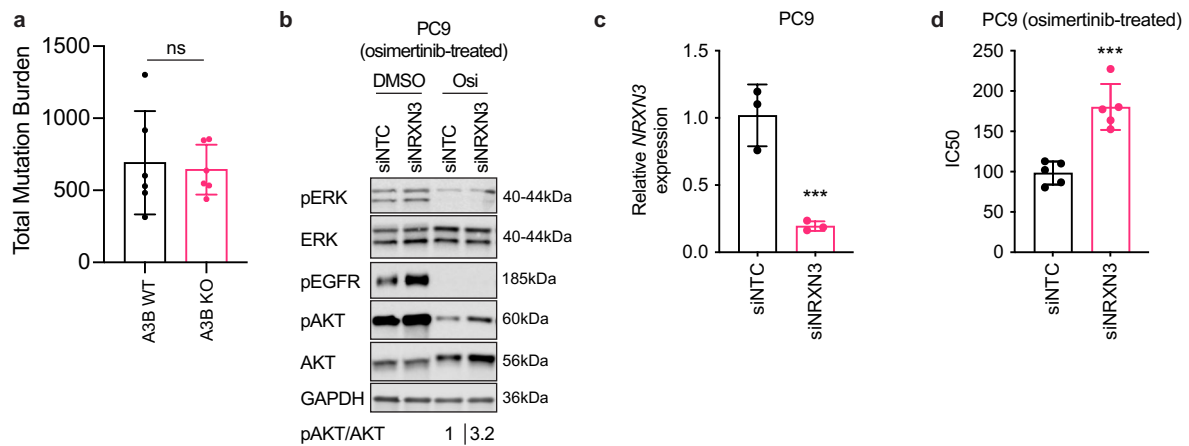 a
Total Mutation Burden
1500
1000
500
0
ns
A3B WT
A3B KO
b
PC9
(osimertinib-treated)
DMSO Osi
siNTC
siNRXN3
siNTC
siNRXN3
pERK 40-44kDa
ERK 40-44kDa
pEGFR 185kDa
pAKT 60kDa
AKT 56kDa
GAPDH 36kDa
pAKT/AKT 1 | 3.2
c
PC9
Relative NRXN3
expression
1.5
1.0
0.5
0.0
***
siNTC
siNRXN3
d
PC9 (osimertinib-treated)
IC50
250
200
150
100
50
0
***
siNTC
siNRXN3